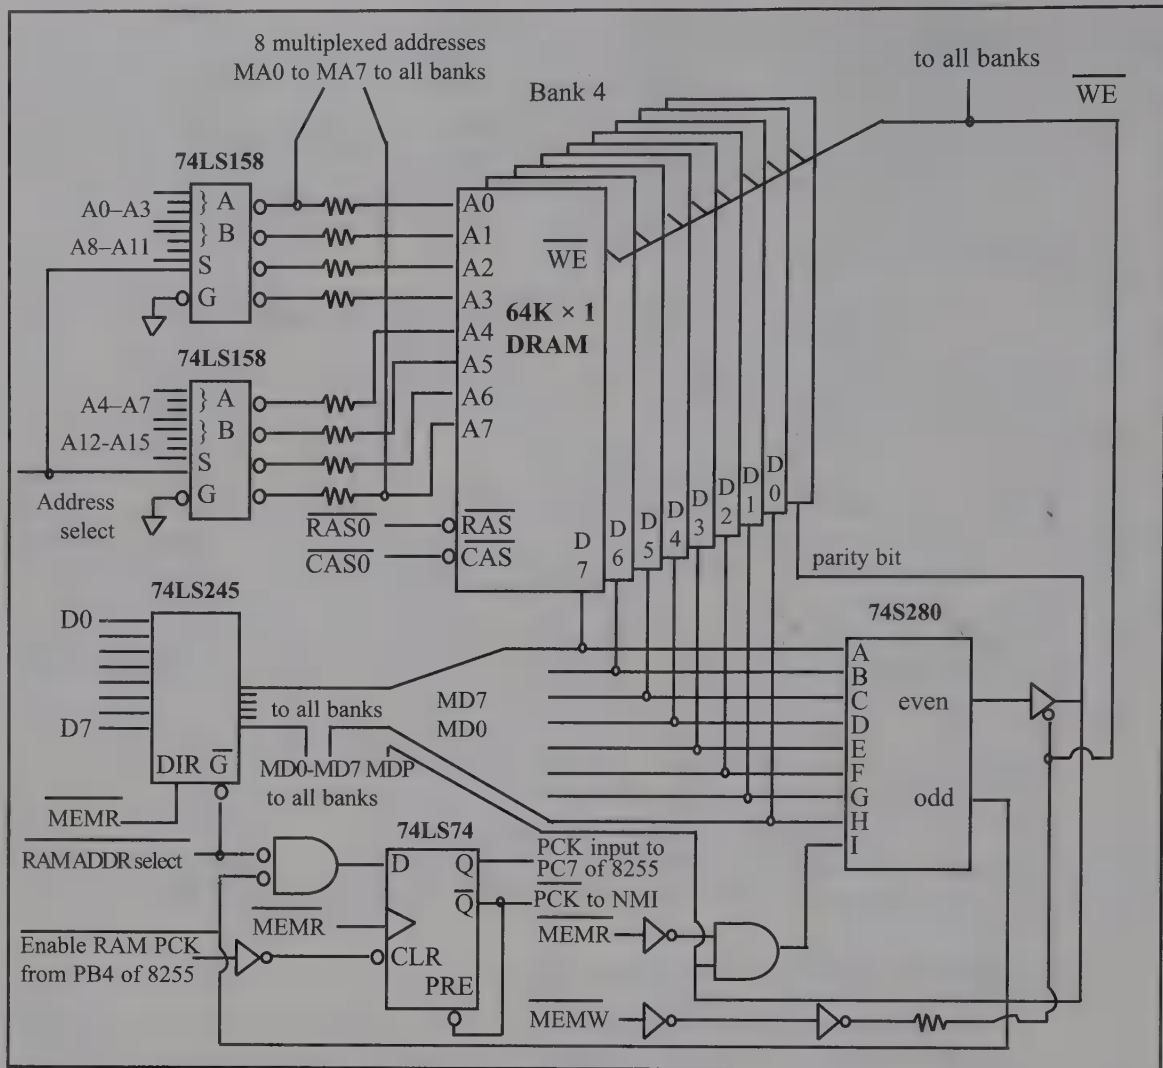 8 multiplexed addresses
MA0 to MA7 to all banks
to all banks
WE
Bank 4
74LS158
A0–A3
} A
A8–A11
} B
S
G
A0
A1
A2
A3
A4
A5
A6
A7
WE
64K × 1
DRAM
74LS158
A4–A7
} A
A12-A15
} B
S
G
Address
select
RAS0
RAS
CAS0
CAS
D
7
D
6
D
5
D
4
D
3
D
2
D
1
D
0
parity bit
74LS245
D0
D7
DIR G
to all banks
MD7
MD0
MD0-MD7 MDP
to all banks
74S280
A
B
C
D
E
F
G
H
I
even
odd
MEMR
RAM ADDR select
74LS74
D
Q
Q
CLR
PRE
PCK input to
PC7 of 8255
PCK to NMI
MEMR
Enable RAM PCK
from PB4 of 8255
MEMR
MEMW